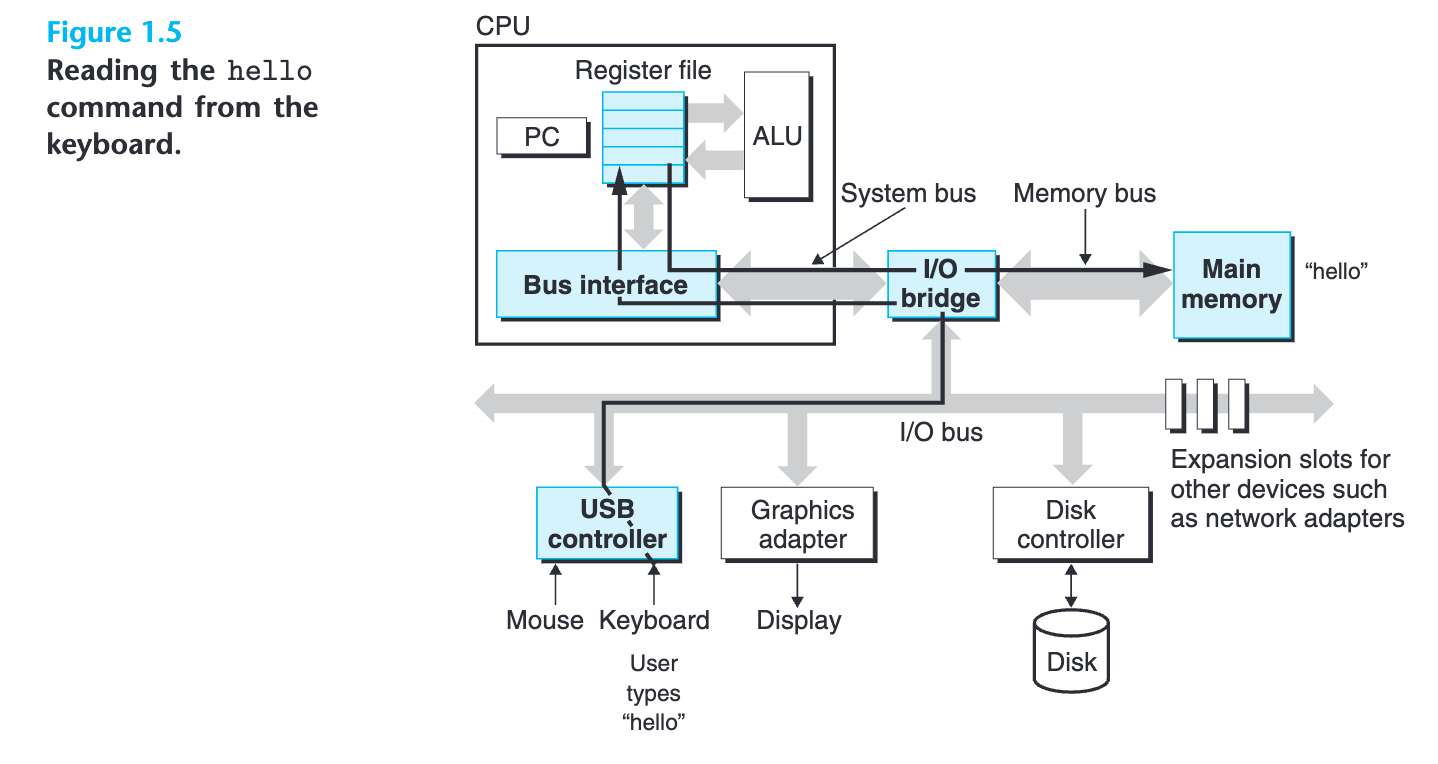 Figure 1.5
Reading the hello
command from the
keyboard.
CPU
Register file
PC
ALU
System bus
Memory bus
Bus interface
I/O
bridge
Main
memory
“hello”
I/O bus
Expansion slots for
other devices such
as network adapters
USB
controller
Graphics
adapter
Disk
controller
Mouse
Keyboard
Display
User
types
“hello”
Disk